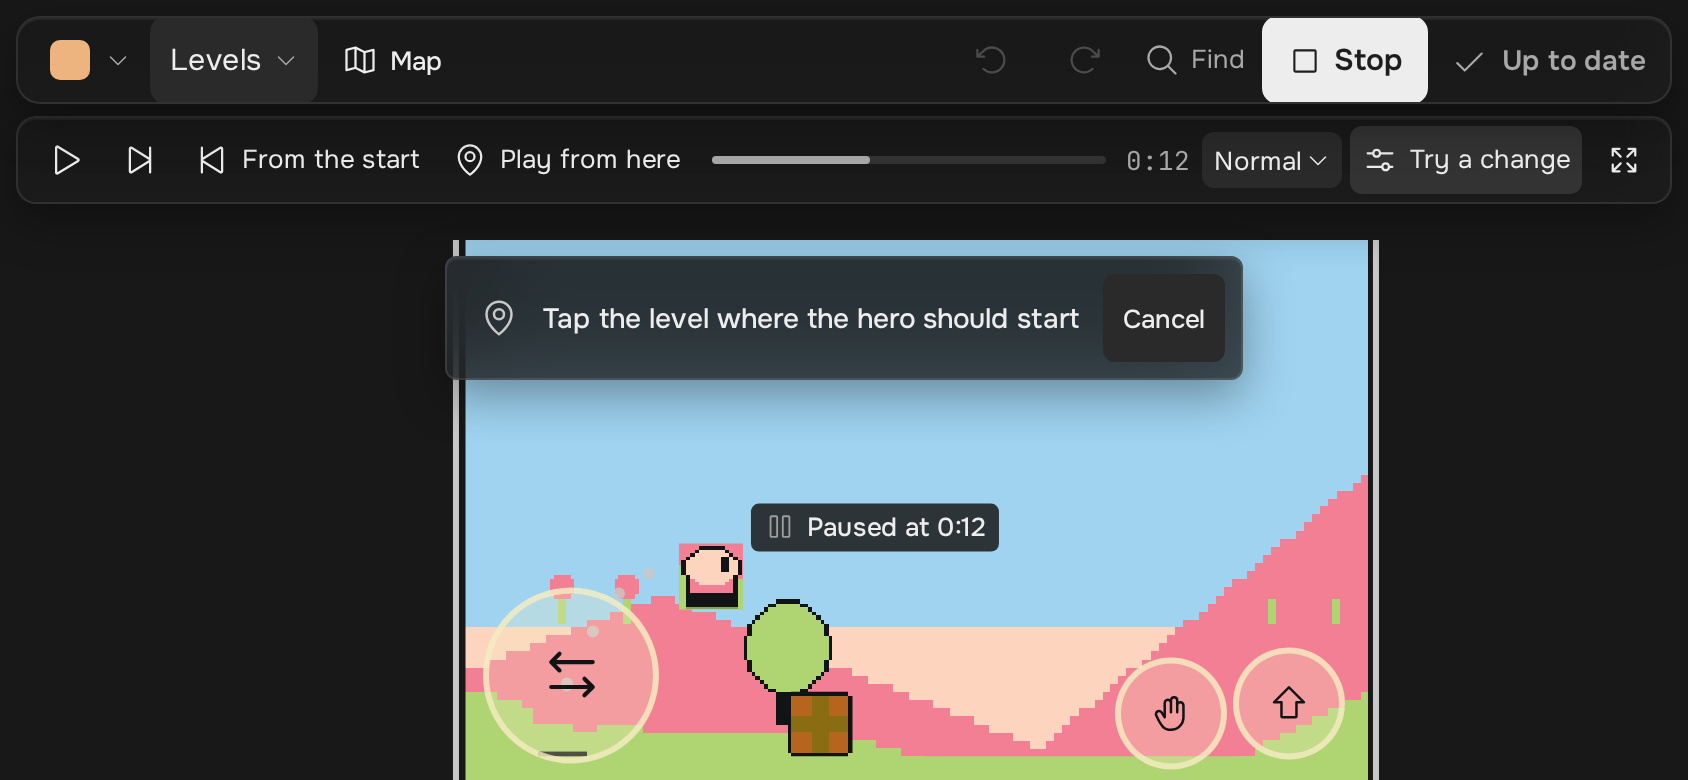 Levels
Map
Find
Stop
Up to date
From the start
Play from here
0:12
Normal
Try a change
Tap the level where the hero should start
Cancel
Paused at 0:12